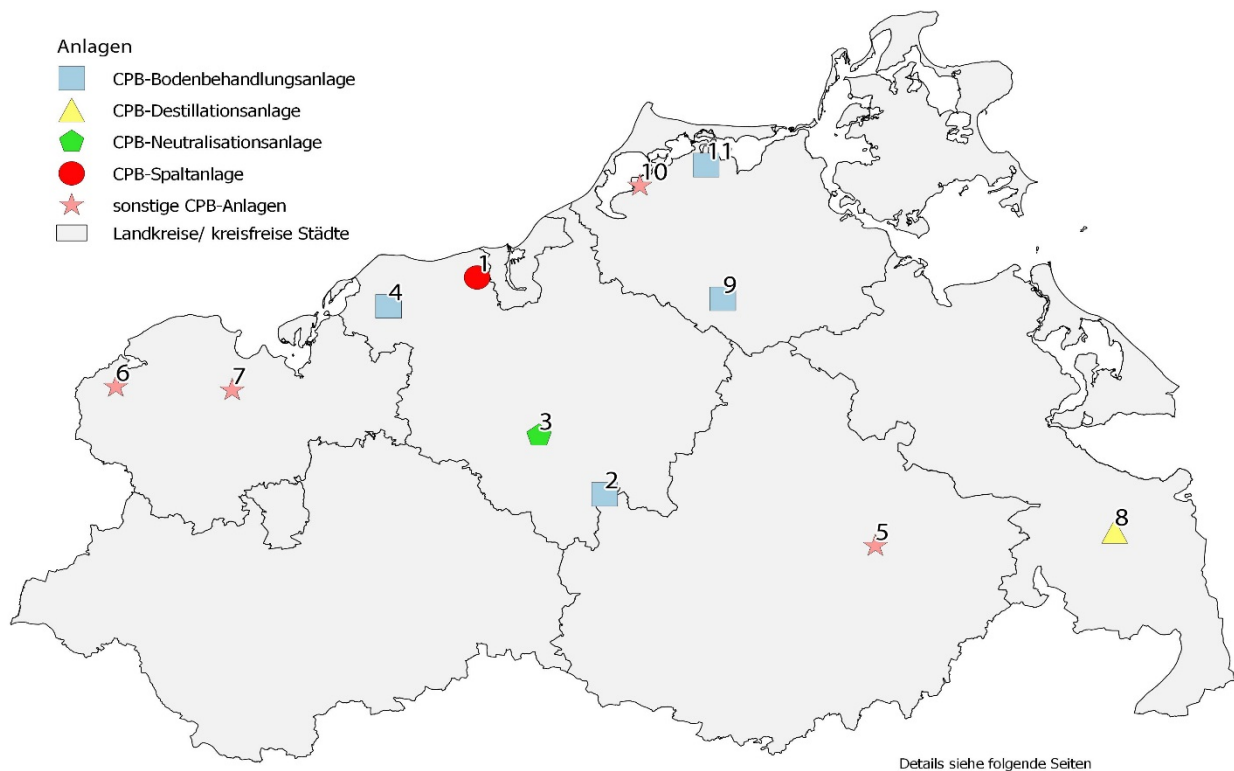 Anlagen
CPB-Bodenbehandlungsanlage
CPB-Destillationsanlage
CPB-Neutralisationsanlage
CPB-Spaltanlage
sonstige CPB-Anlagen
Landkreise/ kreisfreise Städte
11
10
1
4
9
6
7
3
2
8
5
Details siehe folgende Seiten